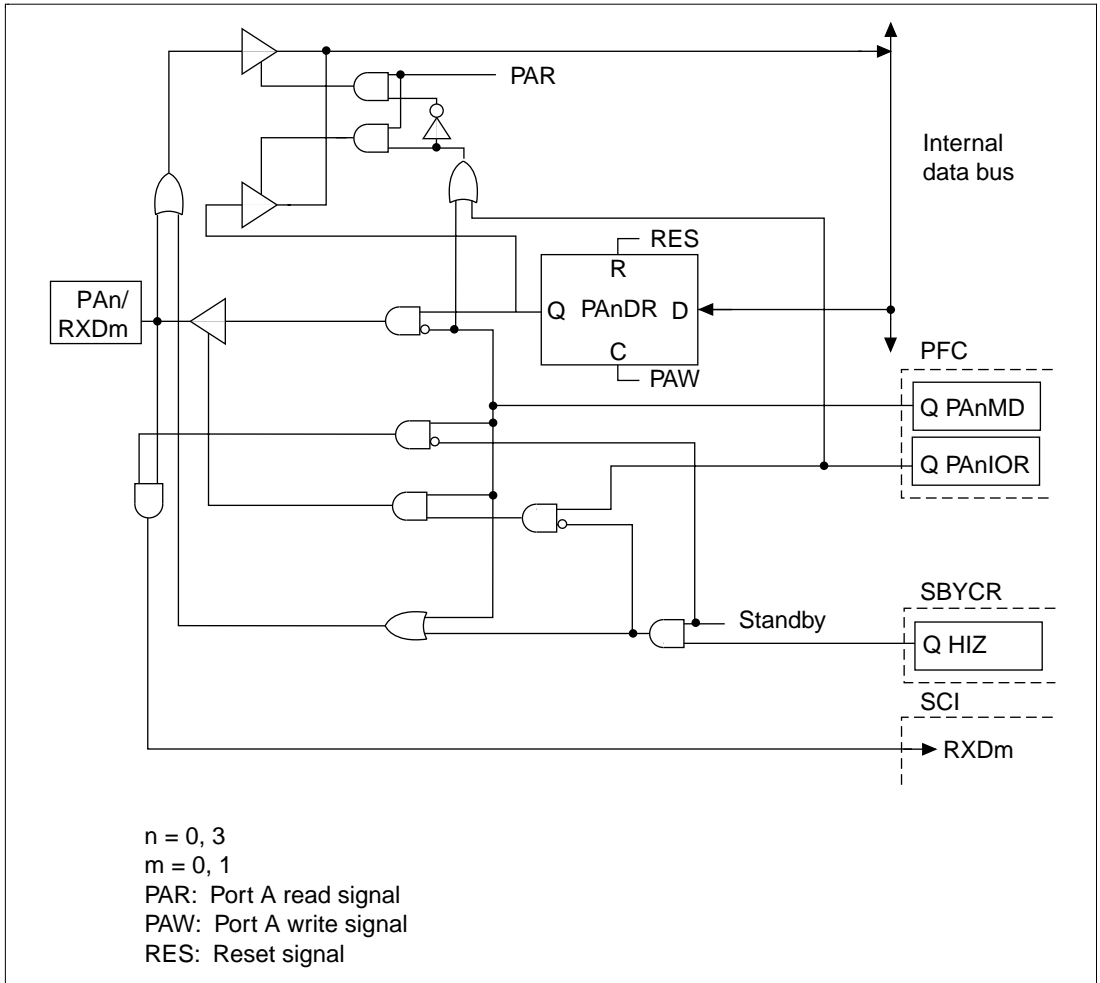 PAR
Internal
data bus
RES
R
PAn/
RXDm
Q PAnDR D
C
PAW
PFC
Q PAnMD
Q PAnIOR
SBYCR
Standby
Q HIZ
SCI
RXDm
n = 0, 3
m = 0, 1
PAR: Port A read signal
PAW: Port A write signal
RES: Reset signal